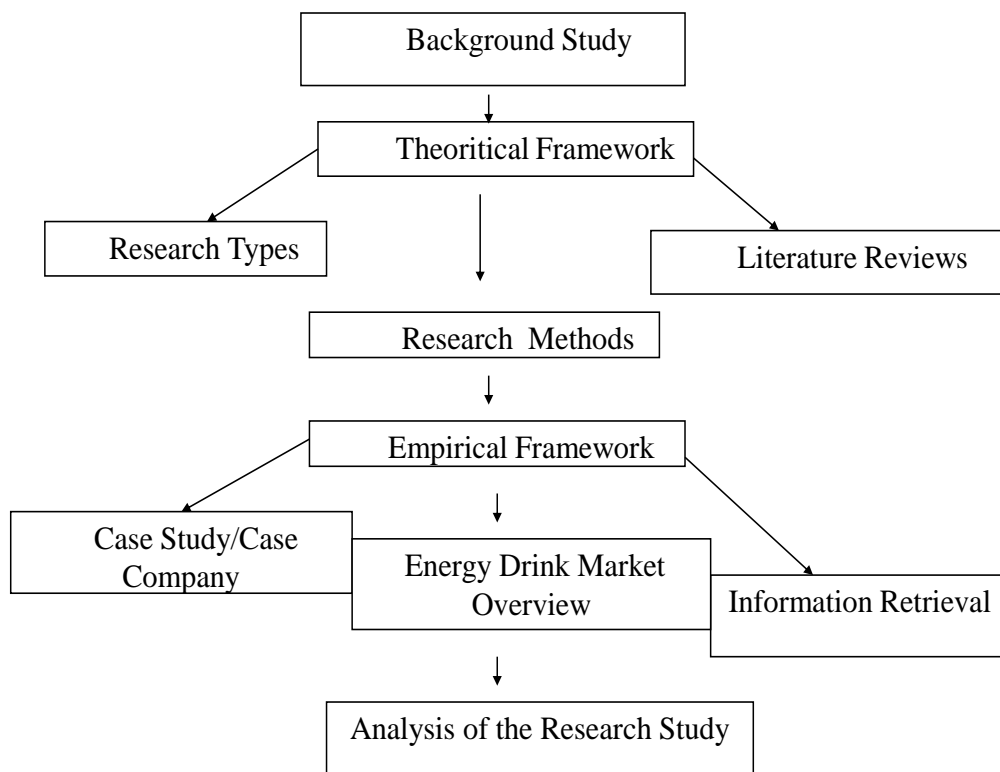 Background Study
Theoritical Framework
Research Types
Literature Reviews
Research Methods
Empirical Framework
Case Study/Case
Company
Energy Drink Market
Overview
Information Retrieval
Analysis of the Research Study